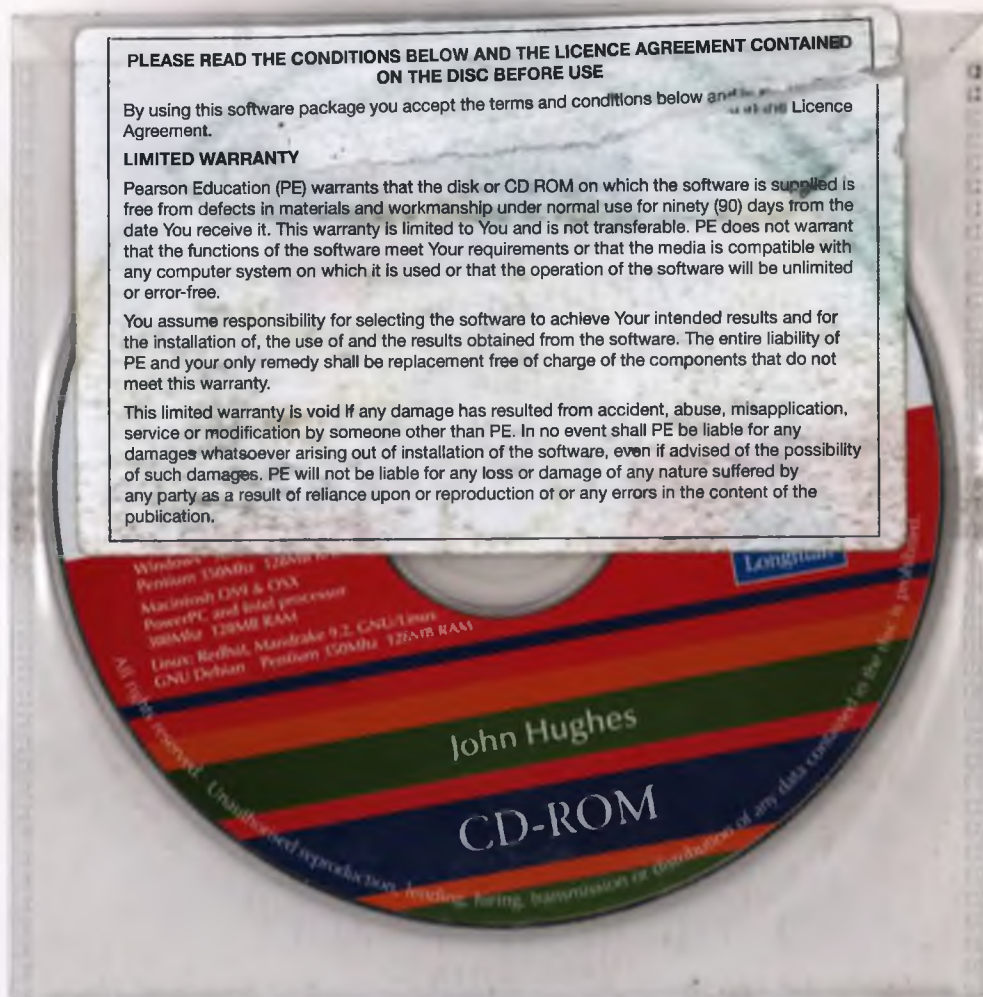 PLEASE READ THE CONDITIONS BELOW AND THE LICENCE AGREEMENT CONTAINED
ON THE DISC BEFORE USE
By using this software package you accept the terms and conditions below and Licence
Agreement.
LIMITED WARRANTY
Pearson Education (PE) warrants that the disk or CD ROM on which the software is supplied is
free from defects in materials and workmanship under normal use for ninety (90) days from the
date You receive it. This warranty is limited to You and is not transferable. PE does not warrant
that the functions of the software meet Your requirements or that the media is compatible with
any computer system on which it is used or that the operation of the software will be unlimited
or error-free.
You assume responsibility for selecting the software to achieve Your intended results and for
the installation of, the use of and the results obtained from the software. The entire liability of
PE and your only remedy shall be replacement free of charge of the components that do not
meet this warranty.
This limited warranty is void if any damage has resulted from accident, abuse, misapplication,
service or modification by someone other than PE. In no event shall PE be liable for any
damages whatsoever arising out of installation of the software, even if advised of the possibility
of such damages. PE will not be liable for any loss or damage of any nature suffered by
any party as a result of reliance upon or reproduction of or any errors in the content of the
publication.
Windows
Pentium 350Mhz 128MB RAM
Macintosh OS9 & OSX
PowerPC and Intel processor
300Mhz 128MB RAM
Linux: Redhat, Mandrake 9.2, GNU/Linux
GNU Debian Pentium 350Mhz 128MB RAM
Longman
John Hughes
CD-ROM
All rights reserved. Unauthorised reproduction, lending, hiring, transmission or distribution of any data contained in the disc is prohibited.